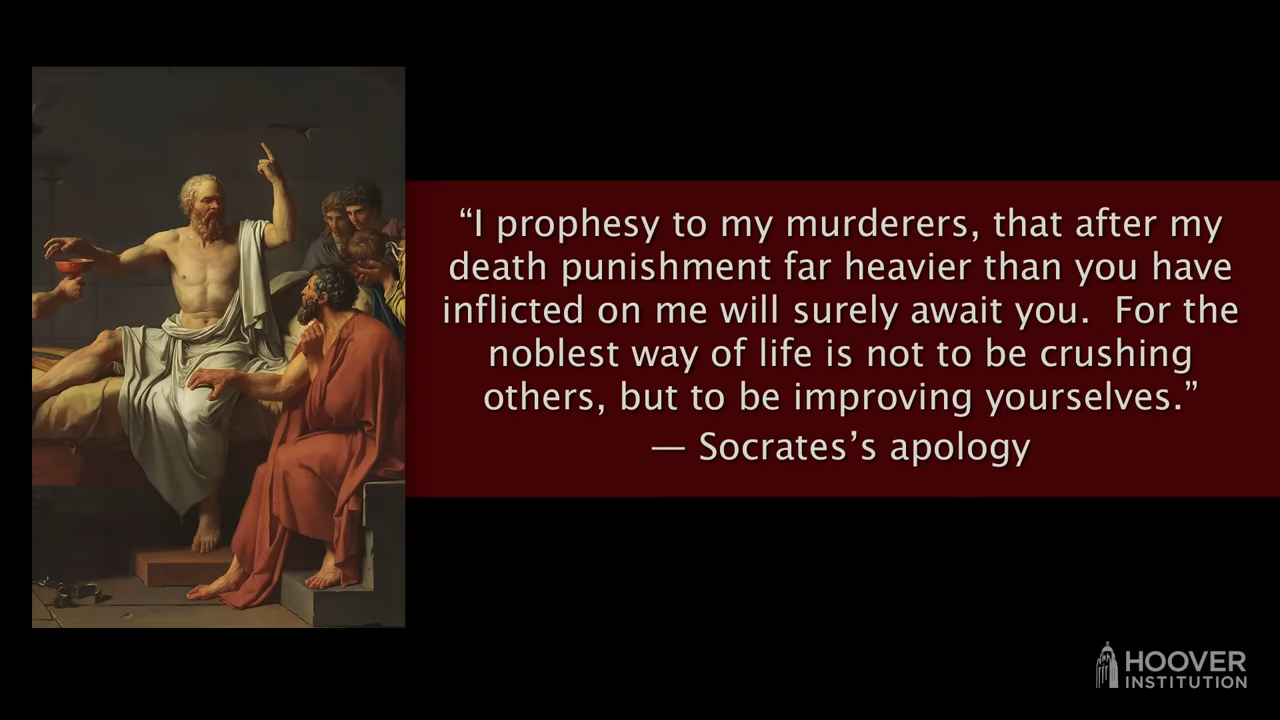 “I prophesy to my murderers, that after my
death punishment far heavier than you have
inflicted on me will surely await you.  For the
noblest way of life is not to be crushing
others, but to be improving yourselves.”
— Socrates’s apology
HOOVER
INSTITUTION